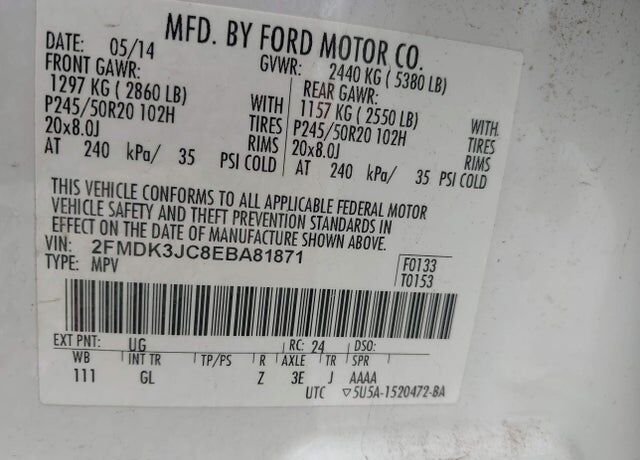 MFD. BY FORD MOTOR CO.
DATE: 05/14 GVWR: 2440 KG ( 5380 LB)
FRONT GAWR: REAR GAWR:
1297 KG ( 2860 LB) WITH 1157 KG ( 2550 LB) WITH
P245/50R20 102H TIRES P245/50R20 102H TIRES
20x8.0J RIMS 20x8.0J RIMS
AT 240 kPa/ 35 PSI COLD AT 240 kPa/ 35 PSI COLD
THIS VEHICLE CONFORMS TO ALL APPLICABLE FEDERAL MOTOR
VEHICLE SAFETY AND THEFT PREVENTION STANDARDS IN
EFFECT ON THE DATE OF MANUFACTURE SHOWN ABOVE.
VIN: 2FMDK3JC8EBA81871
TYPE: MPV F0133
T0153
EXT PNT: UG RC: 24 DSO:
WB INT TR TP/PS R AXLE TR SPR
111 GL Z 3E J AAAA
UTC ▽5U5A-1520472-BA